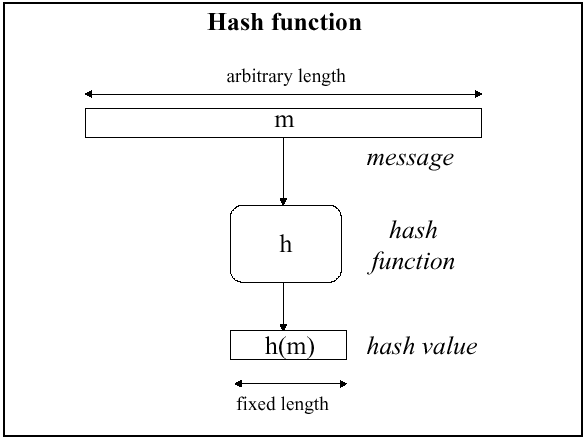 Hash function
arbitrary length
m
message
h
hash
function
h(m)
hash value
fixed length